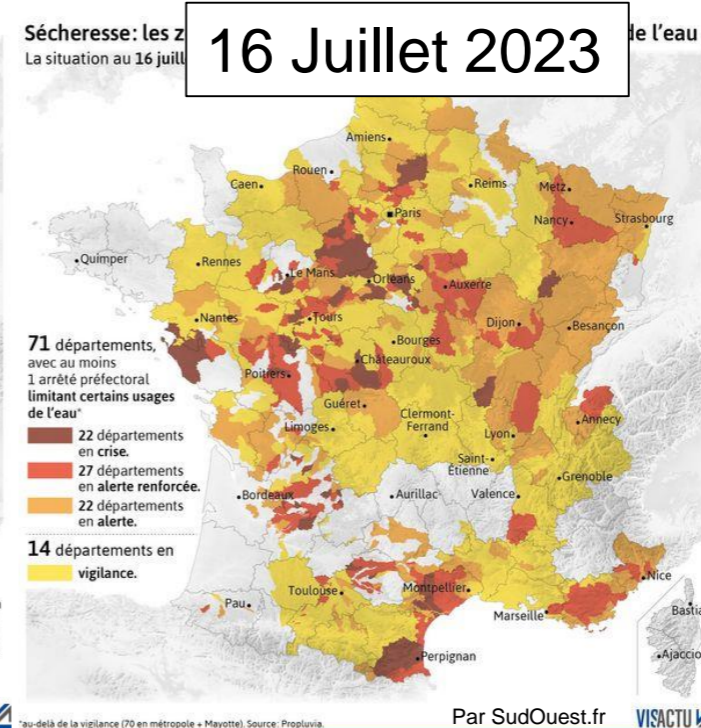 Sécheresse: les z
de l'eau
La situation au 16 juill
16 Juillet 2023
Amiens
Rouen
Caen
Reims
Metz
Paris
Nancy
Strasbourg
Quimper
Rennes
Le Mans
Orléans
Auxerre
Nantes
Tours
Dijon
Besançon
Bourges
Châteauroux
Poitiers
Guéret
Limoges
Clermont-
Ferrand
Lyon
Annecy
Saint-
Étienne
Grenoble
Bordeaux
Aurillac
Valence
Toulouse
Montpellier
Nice
Pau
Marseille
Bastia
Perpignan
Ajaccio
71 départements,
avec au moins
1 arrêté préfectoral
limitant certains usages
de l'eau*
22 départements
en crise.
27 départements
en alerte renforcée.
22 départements
en alerte.
14 départements en
vigilance.
*au-delà de la vigilance (70 en métropole + Mayotte). Source: Propluvia.
Par SudOuest.fr
VISACTU